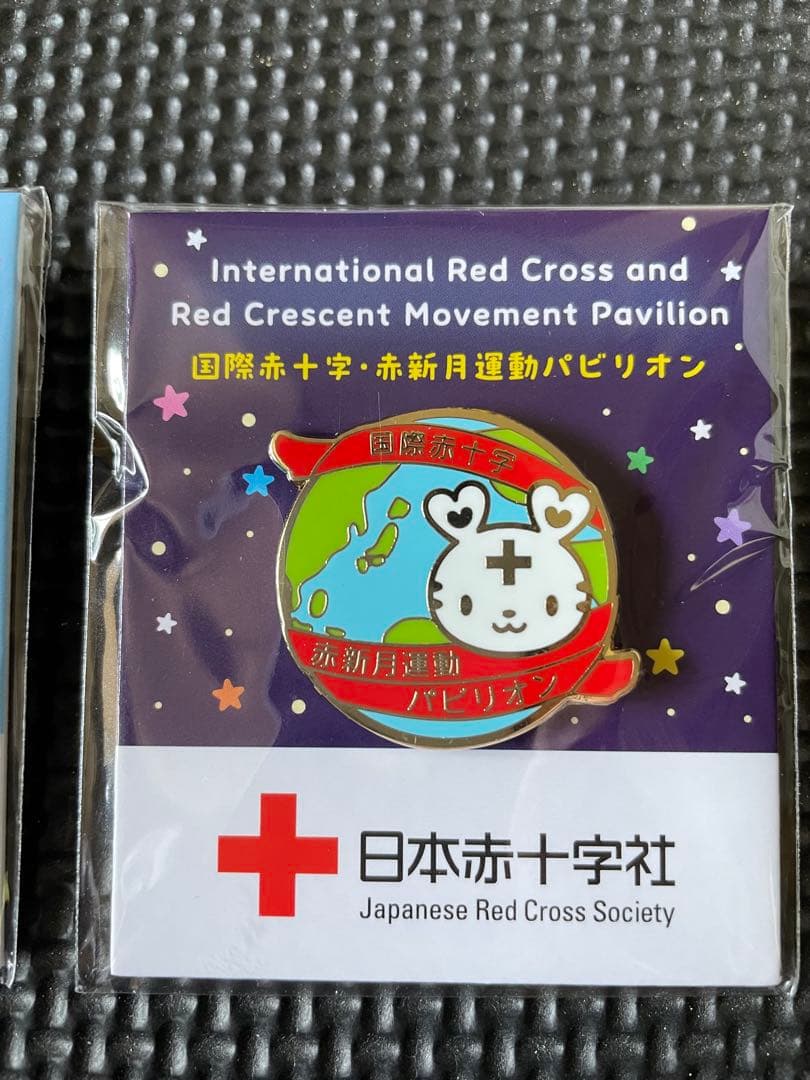 International Red Cross and
Red Crescent Movement Pavilion
国際赤十字・赤新月運動パビリオン
国際赤十字
赤新月運動
パビリオン
日本赤十字社
Japanese Red Cross Society